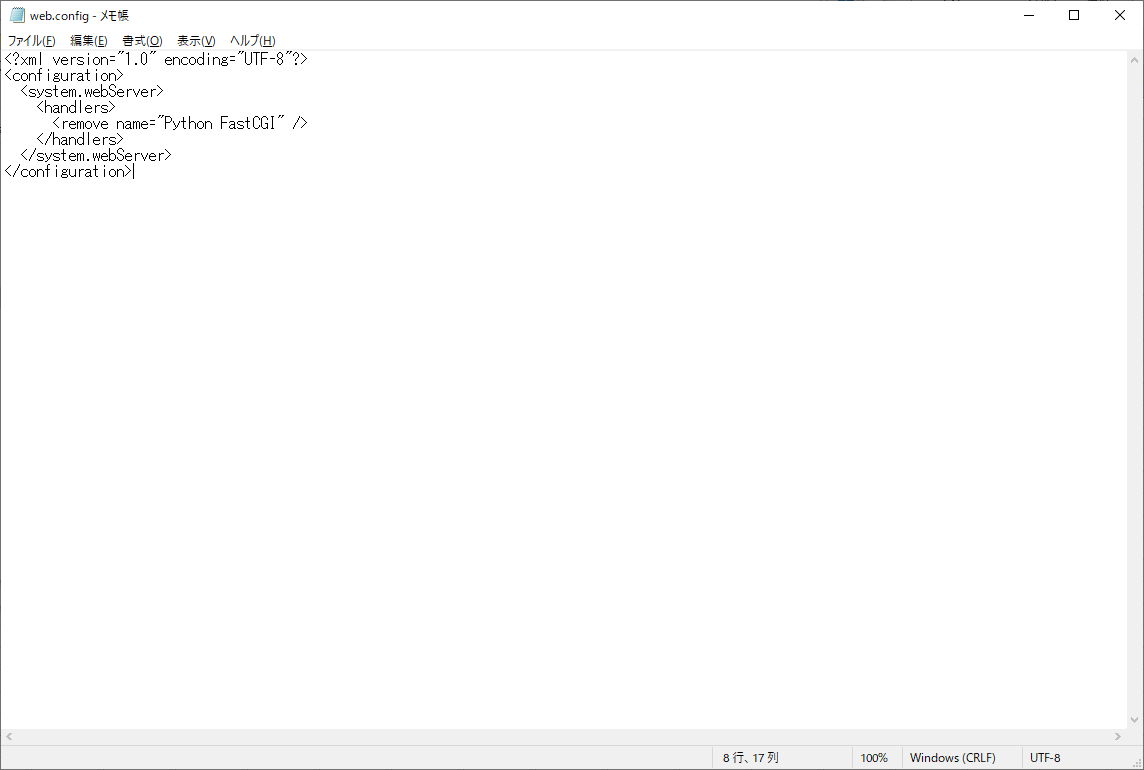 web.config - メモ帳
ファイル(F) 編集(E) 書式(O) 表示(V) ヘルプ(H)
<?xml version="1.0" encoding="UTF-8"?>
<configuration>
  <system.webServer>
    <handlers>
      <remove name="Python FastCGI" />
    </handlers>
  </system.webServer>
</configuration>
8 行、17 列 100% Windows (CRLF) UTF-8